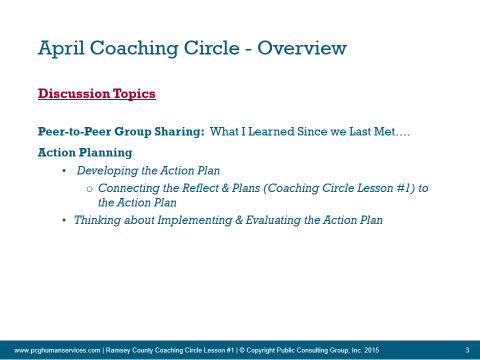 April Coaching Circle - Overview
Discussion Topics
Peer-to-Peer Group Sharing: What I Learned Since we Last Met….
Action Planning
• Developing the Action Plan
o Connecting the Reflect & Plans (Coaching Circle Lesson #1) to
the Action Plan
• Thinking about Implementing & Evaluating the Action Plan
www.pcghumanservices.com | Ramsey County Coaching Circle Lesson #1 | © Copyright Public Consulting Group, Inc. 2015 3